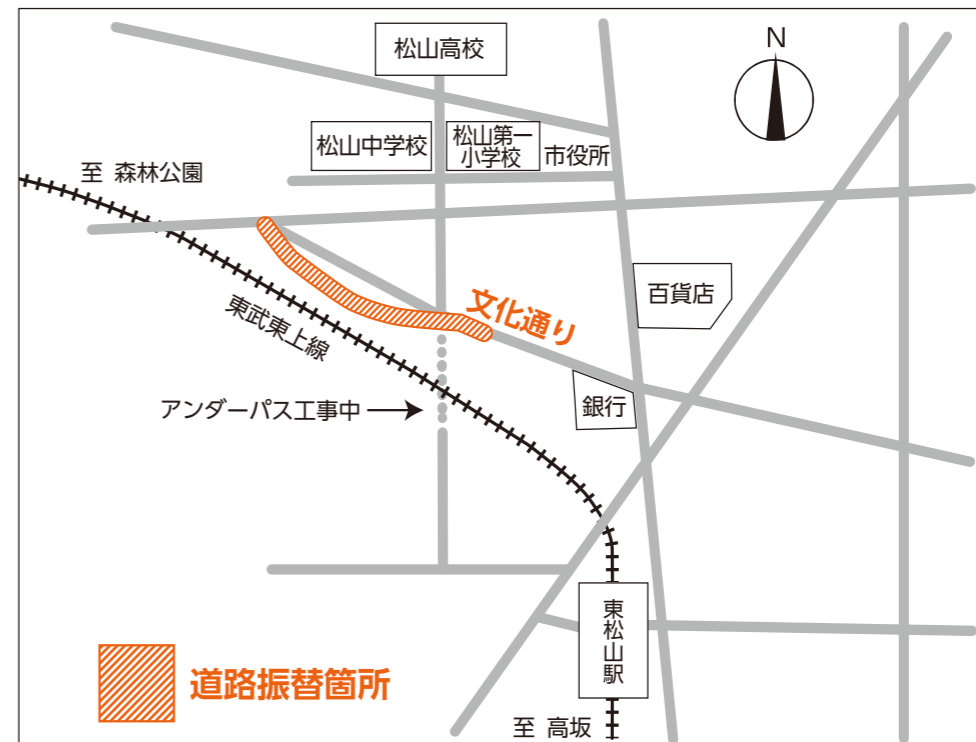 松山高校
N
松山中学校
松山第一
小学校
市役所
至 森林公園
百貨店
文化通り
東武東上線
銀行
アンダーパス工事中
東松山駅
道路振替箇所
至 高坂